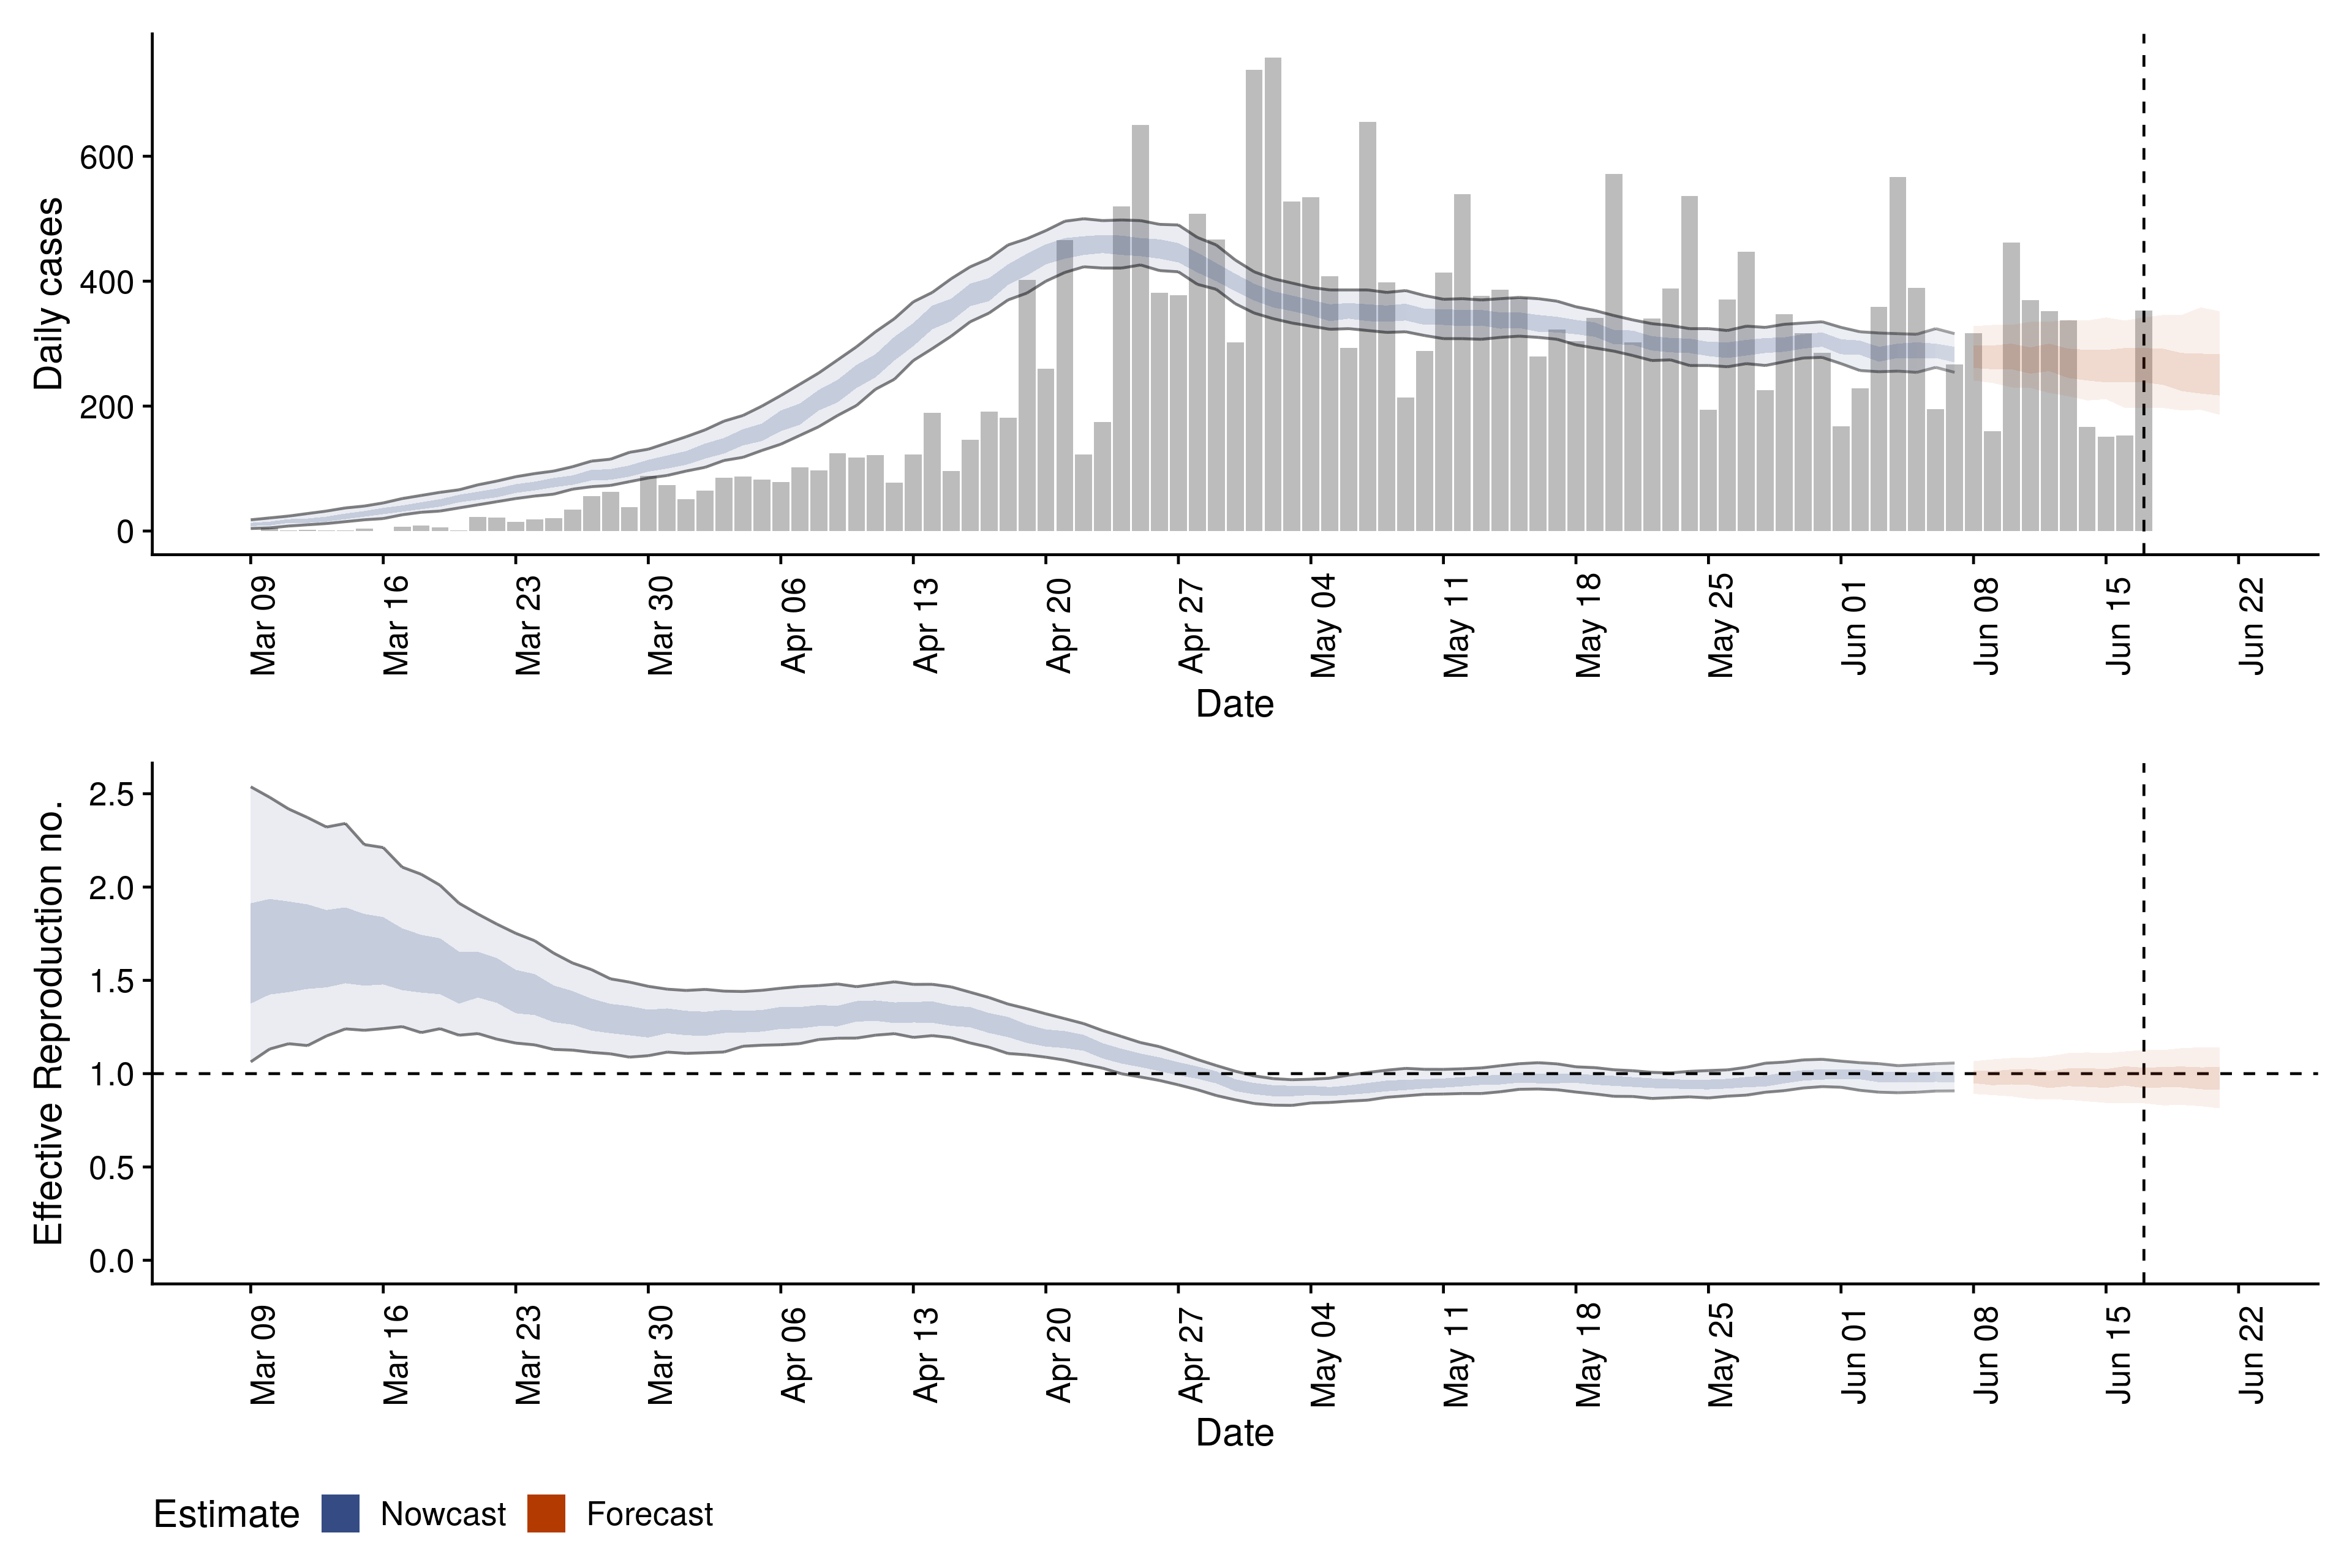 Daily cases
600
400
200
0
Mar 09
Mar 16
Mar 23
Mar 30
Apr 06
Apr 13
Apr 20
Apr 27
May 04
May 11
May 18
May 25
Jun 01
Jun 08
Jun 15
Jun 22
Date
Effective Reproduction no.
2.5
2.0
1.5
1.0
0.5
0.0
Mar 09
Mar 16
Mar 23
Mar 30
Apr 06
Apr 13
Apr 20
Apr 27
May 04
May 11
May 18
May 25
Jun 01
Jun 08
Jun 15
Jun 22
Date
Estimate Nowcast Forecast